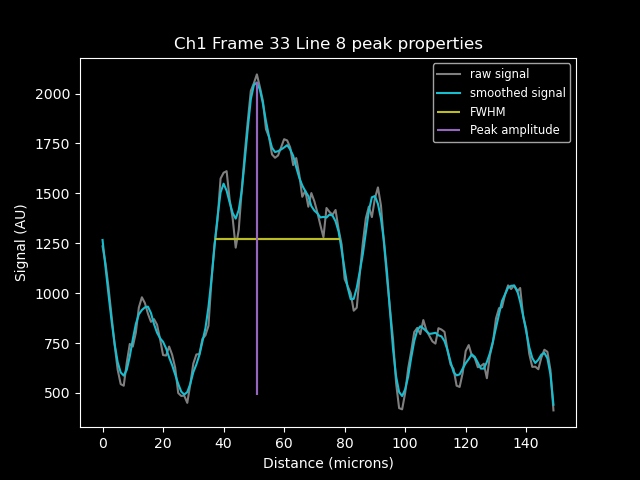 Ch1 Frame 33 Line 8 peak properties
raw signal
smoothed signal
FWHM
Peak amplitude
Signal (AU)
2000
1750
1500
1250
1000
750
500
0 20 40 60 80 100 120 140
Distance (microns)